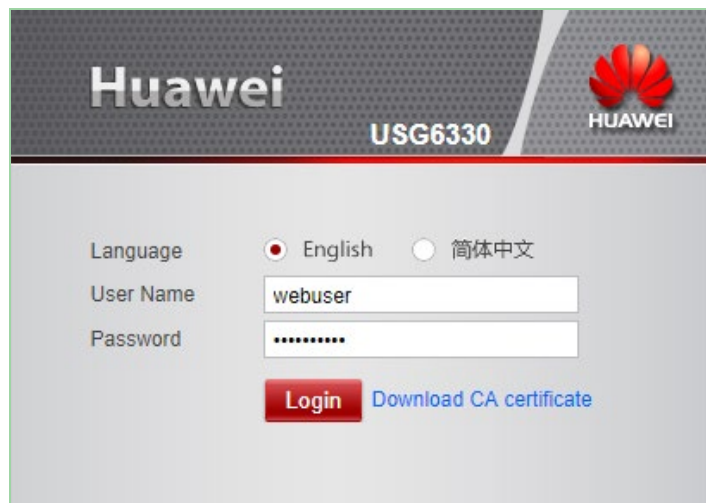 Huawei
HUAWEI
USG6330
Language English 简体中文
User Name webuser
Password ••••••••••
Login Download CA certificate